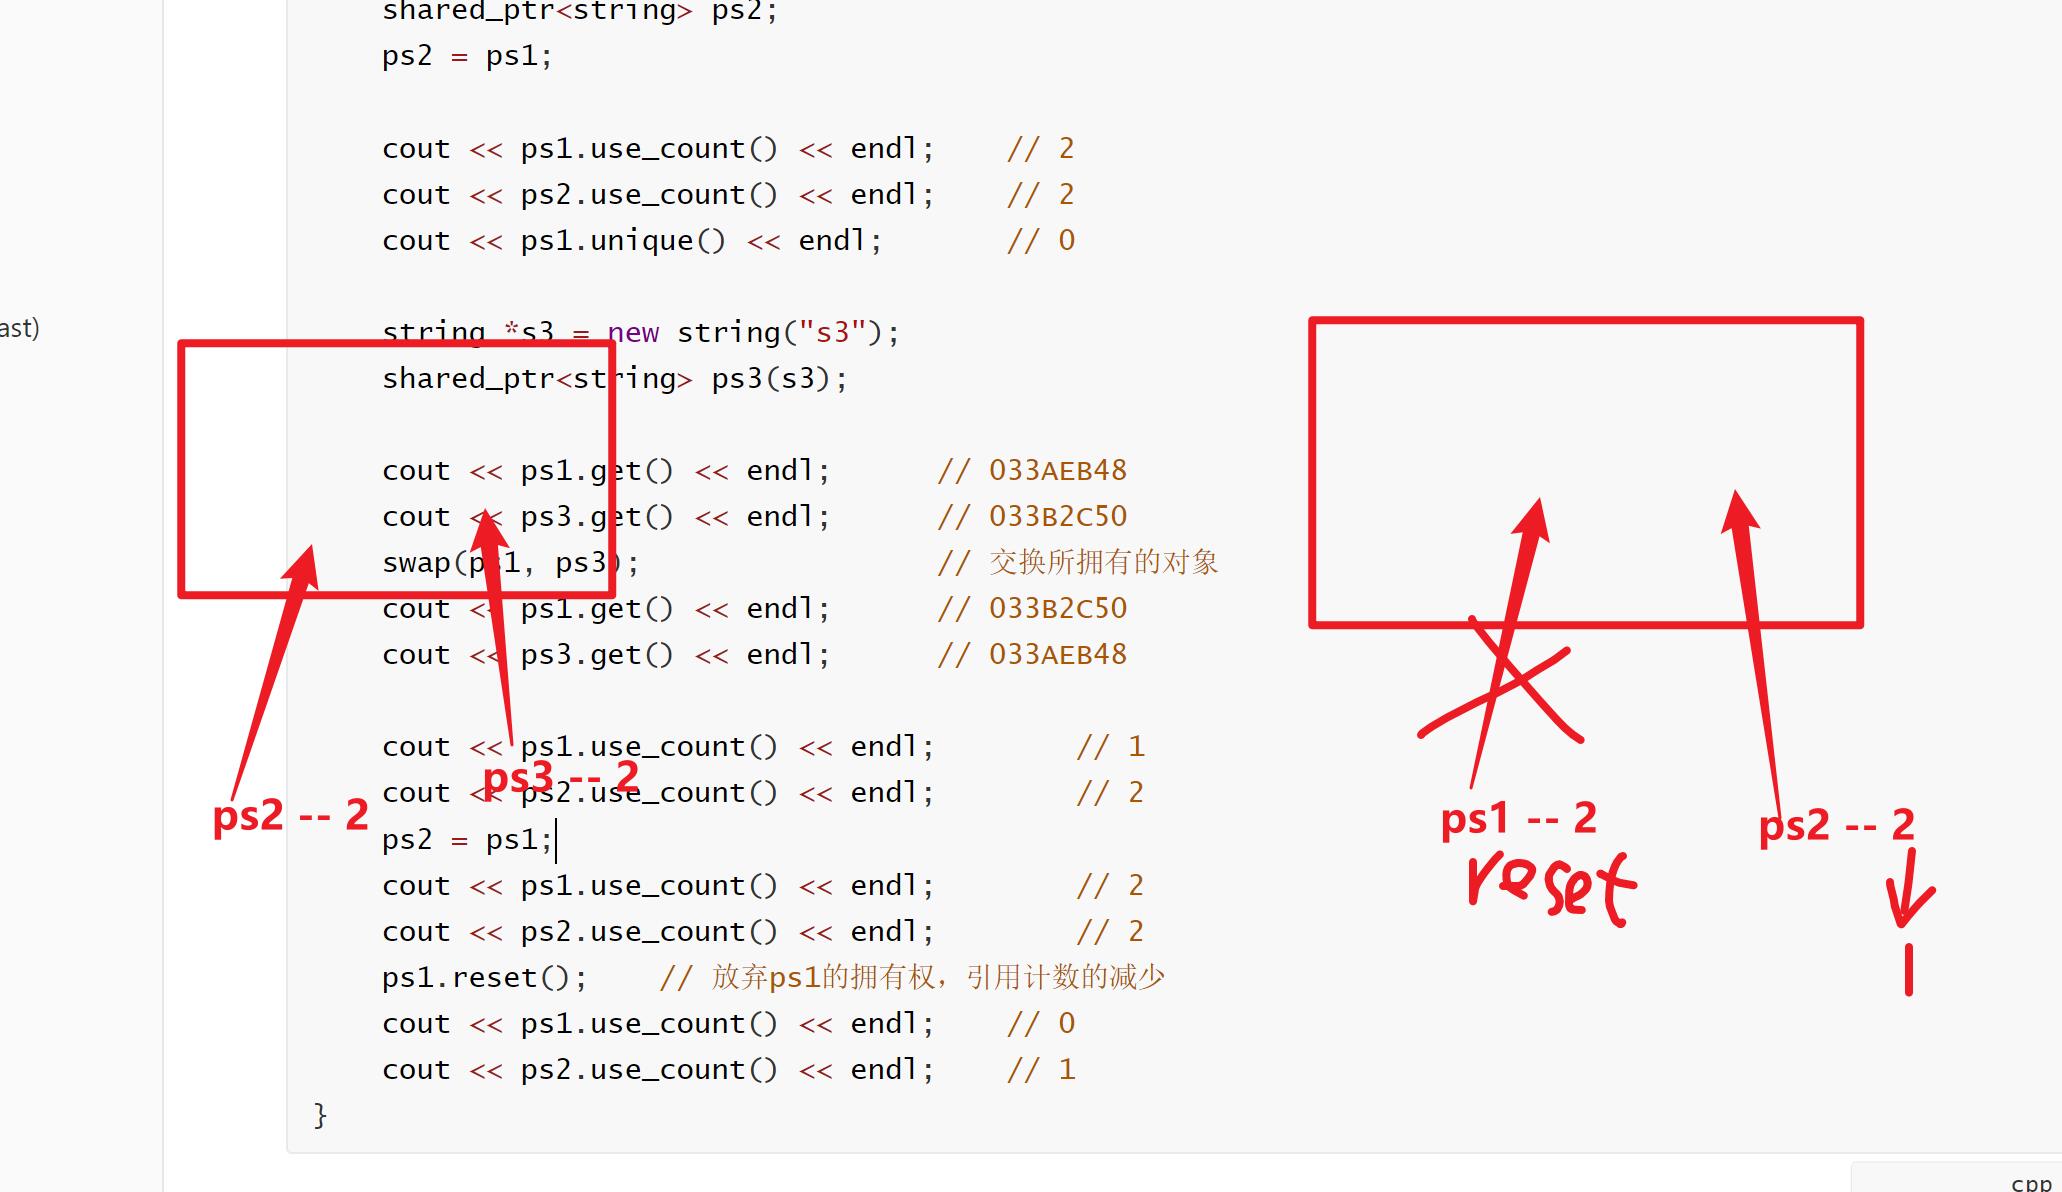 shared_ptr<string> ps2;
ps2 = ps1;
cout << ps1.use_count() << endl;    // 2
cout << ps2.use_count() << endl;    // 2
cout << ps1.unique() << endl;       // 0
ast)
string *s3 = new string("s3");
shared_ptr<string> ps3(s3);
cout << ps1.get() << endl;      // 033AEB48
cout << ps3.get() << endl;      // 033B2C50
swap(ps1, ps3);                 // 交换所拥有的对象
cout << ps1.get() << endl;      // 033B2C50
cout << ps3.get() << endl;      // 033AEB48
cout << ps1.use_count() << endl;        // 1
ps3 -- 2
cout << ps2.use_count() << endl;        // 2
ps2 -- 2
ps1 -- 2
ps2 -- 2
ps2 = ps1;
cout << ps1.use_count() << endl;        // 2
reset
cout << ps2.use_count() << endl;        // 2
1
ps1.reset();    // 放弃ps1的拥有权，引用计数的减少
cout << ps1.use_count() << endl;    // 0
cout << ps2.use_count() << endl;    // 1
}
cpp